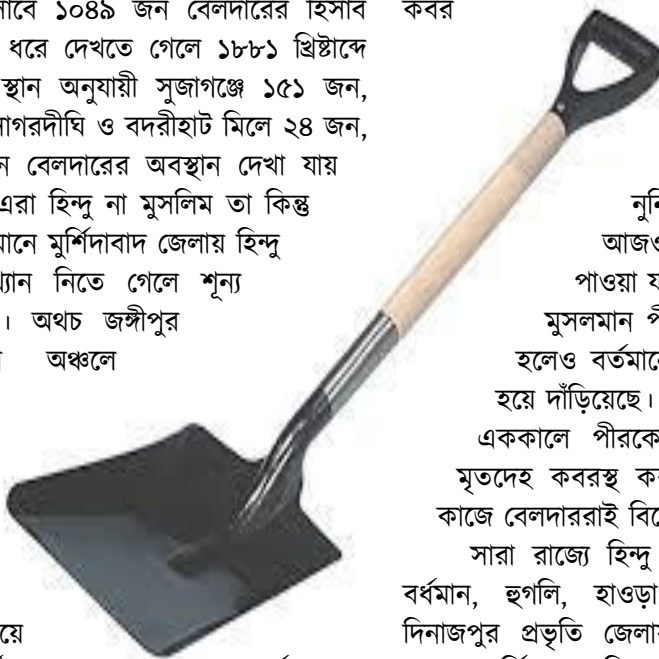 ১০৪৯ জন বেলদারের হিসাব
ধরে দেখতে গেলে ১৮৮১ খ্রিষ্টাব্দে
স্থান অনুযায়ী সুজাগঞ্জে ১৫১ জন,
সাগরদীঘি ও বদরীহাট মিলে ২৪ জন,
বেলদারের অবস্থান দেখা যায়
এরা হিন্দু না মুসলিম তা কিন্তু
মুর্শিদাবাদ জেলায় হিন্দু
নিতে গেলে শূন্য
। অথচ জঙ্গীপুর
অঞ্চলে
কবর
আজও
পাওয়া
মুসলমান
হলেও বর্তমানে
হয়ে দাঁড়িয়েছে।
এককালে পীরকে
মৃতদেহ কবরস্থ
কাজে বেলদাররাই
সারা রাজ্যে হিন্দু
বর্ধমান, হুগলি, হাওড়া
দিনাজপুর প্রভৃতি